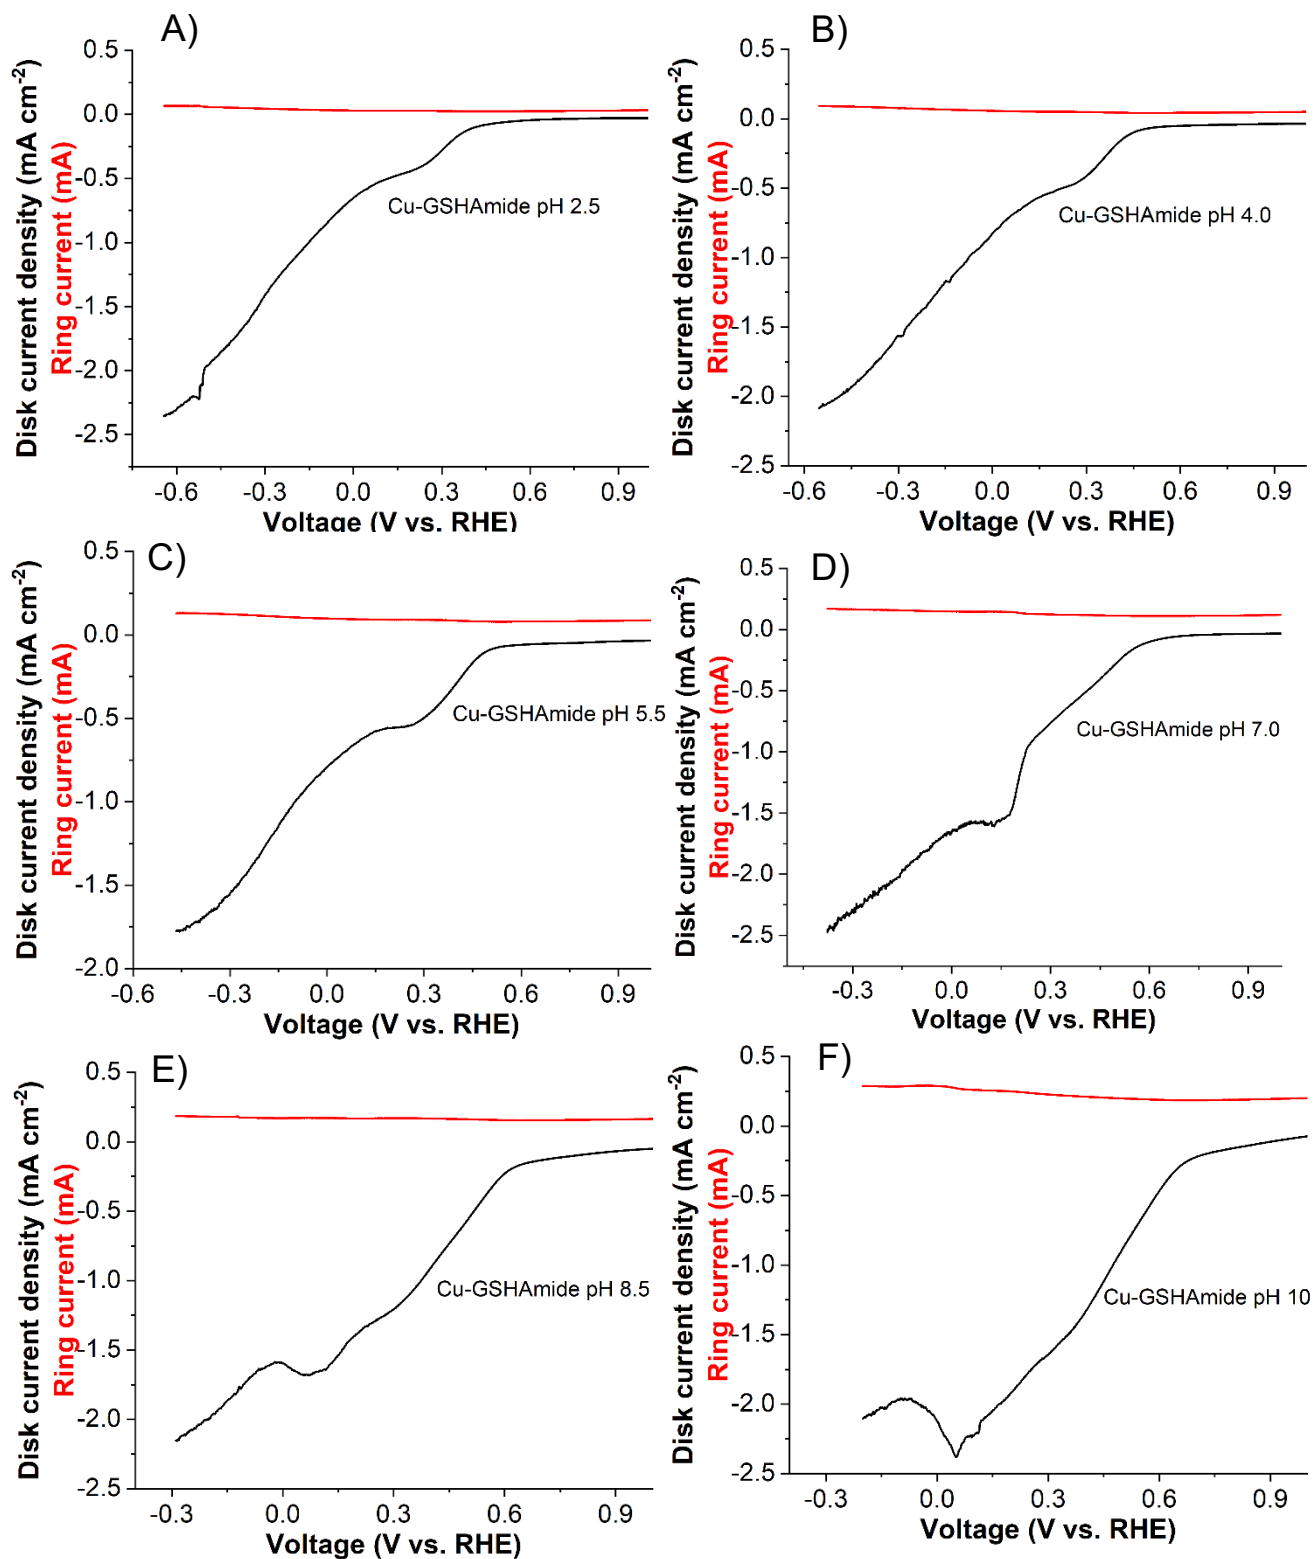 A)
0.5
0.0
-0.5
-1.0
-1.5
-2.0
-2.5
Disk current density (mA cm-2)
Ring current (mA)
Cu-GSHAmide pH 2.5
-0.6 -0.3 0.0 0.3 0.6 0.9
Voltage (V vs. RHE)
B)
0.5
0.0
-0.5
-1.0
-1.5
-2.0
-2.5
Disk current density (mA cm-2)
Ring current (mA)
Cu-GSHAmide pH 4.0
-0.6 -0.3 0.0 0.3 0.6 0.9
Voltage (V vs. RHE)
C)
0.5
0.0
-0.5
-1.0
-1.5
-2.0
Disk current density (mA cm-2)
Ring current (mA)
Cu-GSHAmide pH 5.5
-0.6 -0.3 0.0 0.3 0.6 0.9
Voltage (V vs. RHE)
D)
0.5
0.0
-0.5
-1.0
-1.5
-2.0
-2.5
Disk current density (mA cm-2)
Ring current (mA)
Cu-GSHAmide pH 7.0
-0.3 0.0 0.3 0.6 0.9
Voltage (V vs. RHE)
E)
0.5
0.0
-0.5
-1.0
-1.5
-2.0
-2.5
Disk current density (mA cm-2)
Ring current (mA)
Cu-GSHAmide pH 8.5
-0.3 0.0 0.3 0.6 0.9
Voltage (V vs. RHE)
F)
0.5
0.0
-0.5
-1.0
-1.5
-2.0
-2.5
Disk current density (mA cm-2)
Ring current (mA)
Cu-GSHAmide pH 10
-0.3 0.0 0.3 0.6 0.9
Voltage (V vs. RHE)